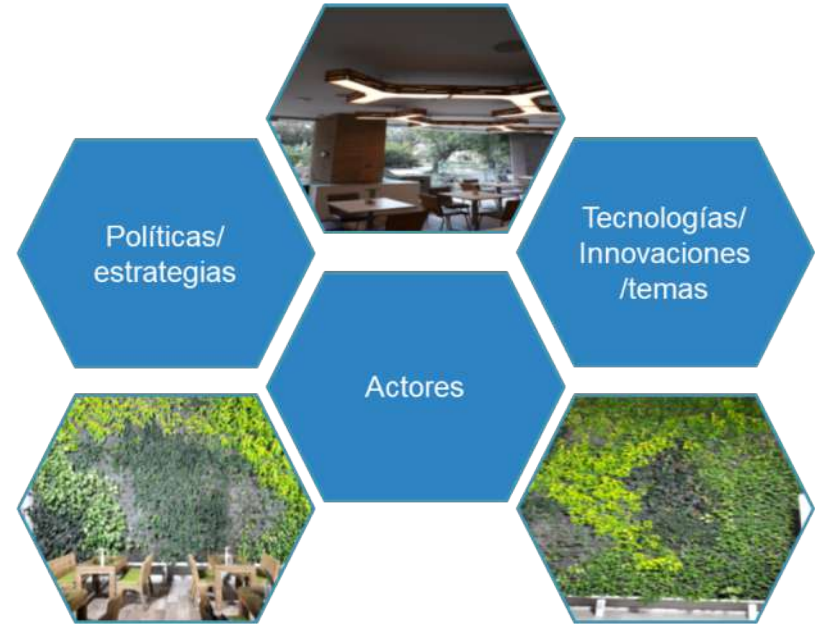 Políticas/
estrategias
Tecnologías/
Innovaciones
/temas
Actores